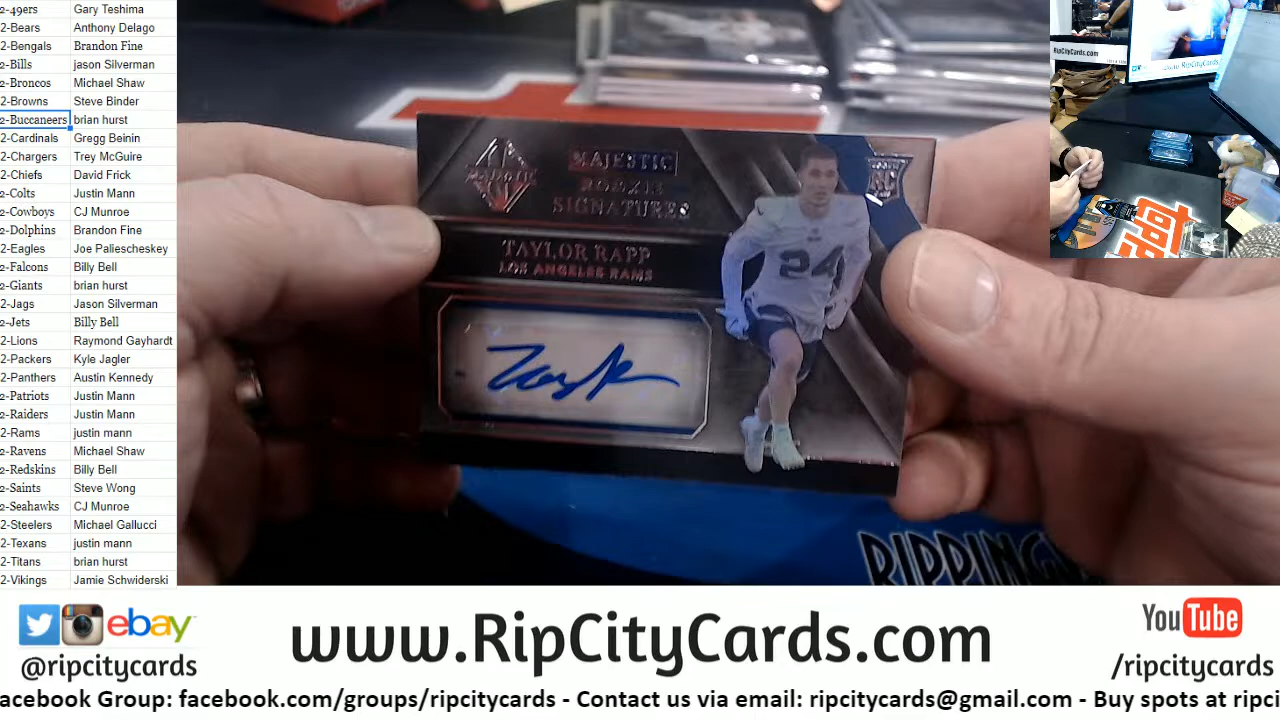 2-49ers Gary Teshima
2-Bears Anthony Delago
2-Bengals Brandon Fine
2-Bills jason Silverman
2-Broncos Michael Shaw
2-Browns Steve Binder
2-Buccaneers brian hurst
2-Cardinals Gregg Beinin
2-Chargers Trey McGuire
2-Chiefs David Frick
2-Colts Justin Mann
2-Cowboys CJ Munroe
2-Dolphins Brandon Fine
2-Eagles Joe Paliescheskey
2-Falcons Billy Bell
2-Giants brian hurst
2-Jags Jason Silverman
2-Jets Billy Bell
2-Lions Raymond Gayhardt
2-Packers Kyle Jagler
2-Panthers Austin Kennedy
2-Patriots Justin Mann
2-Raiders Justin Mann
2-Rams justin mann
2-Ravens Michael Shaw
2-Redskins Billy Bell
2-Saints Steve Wong
2-Seahawks CJ Munroe
2-Steelers Michael Gallucci
2-Texans justin mann
2-Titans brian hurst
2-Vikings Jamie Schwiderski
SP
MAJESTIC
ROOKIE
SIGNATURES
TAYLOR RAPP
LOS ANGELES RAMS
24
RC
RIPPING
www.RipCityCards.com
ebay
@ripcitycards
www.RipCityCards.com
YouTube
/ripcitycards
acebook Group: facebook.com/groups/ripcitycards - Contact us via email: ripcitycards@gmail.com - Buy spots at ripci